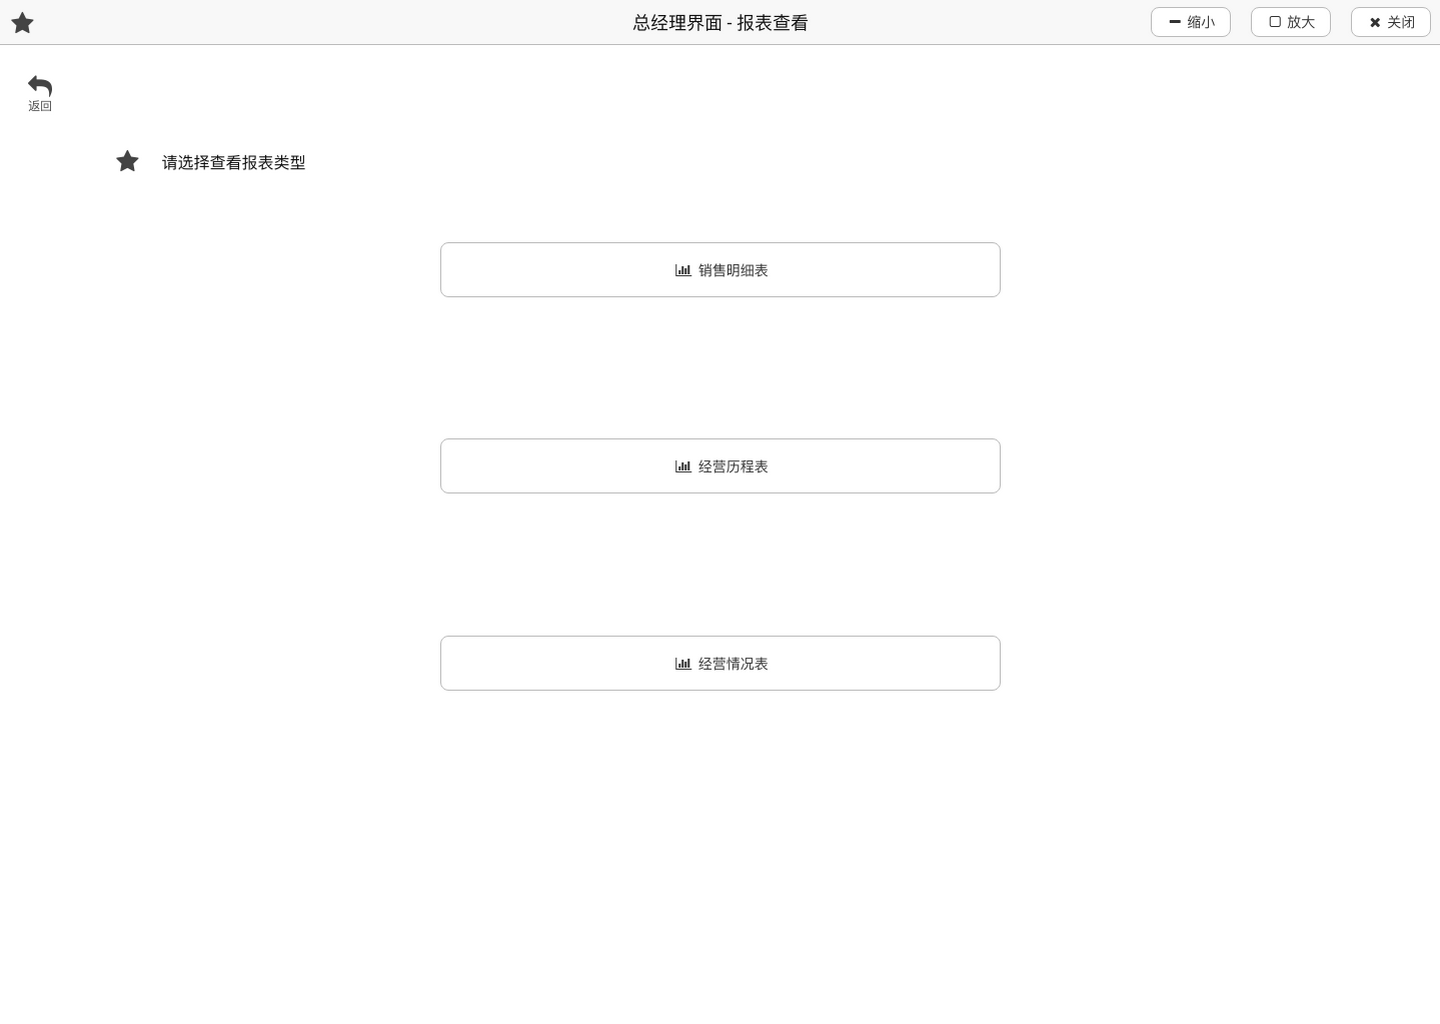 总经理界面 - 报表查看
缩小
放大
关闭
返回
请选择查看报表类型
销售明细表
经营历程表
经营情况表